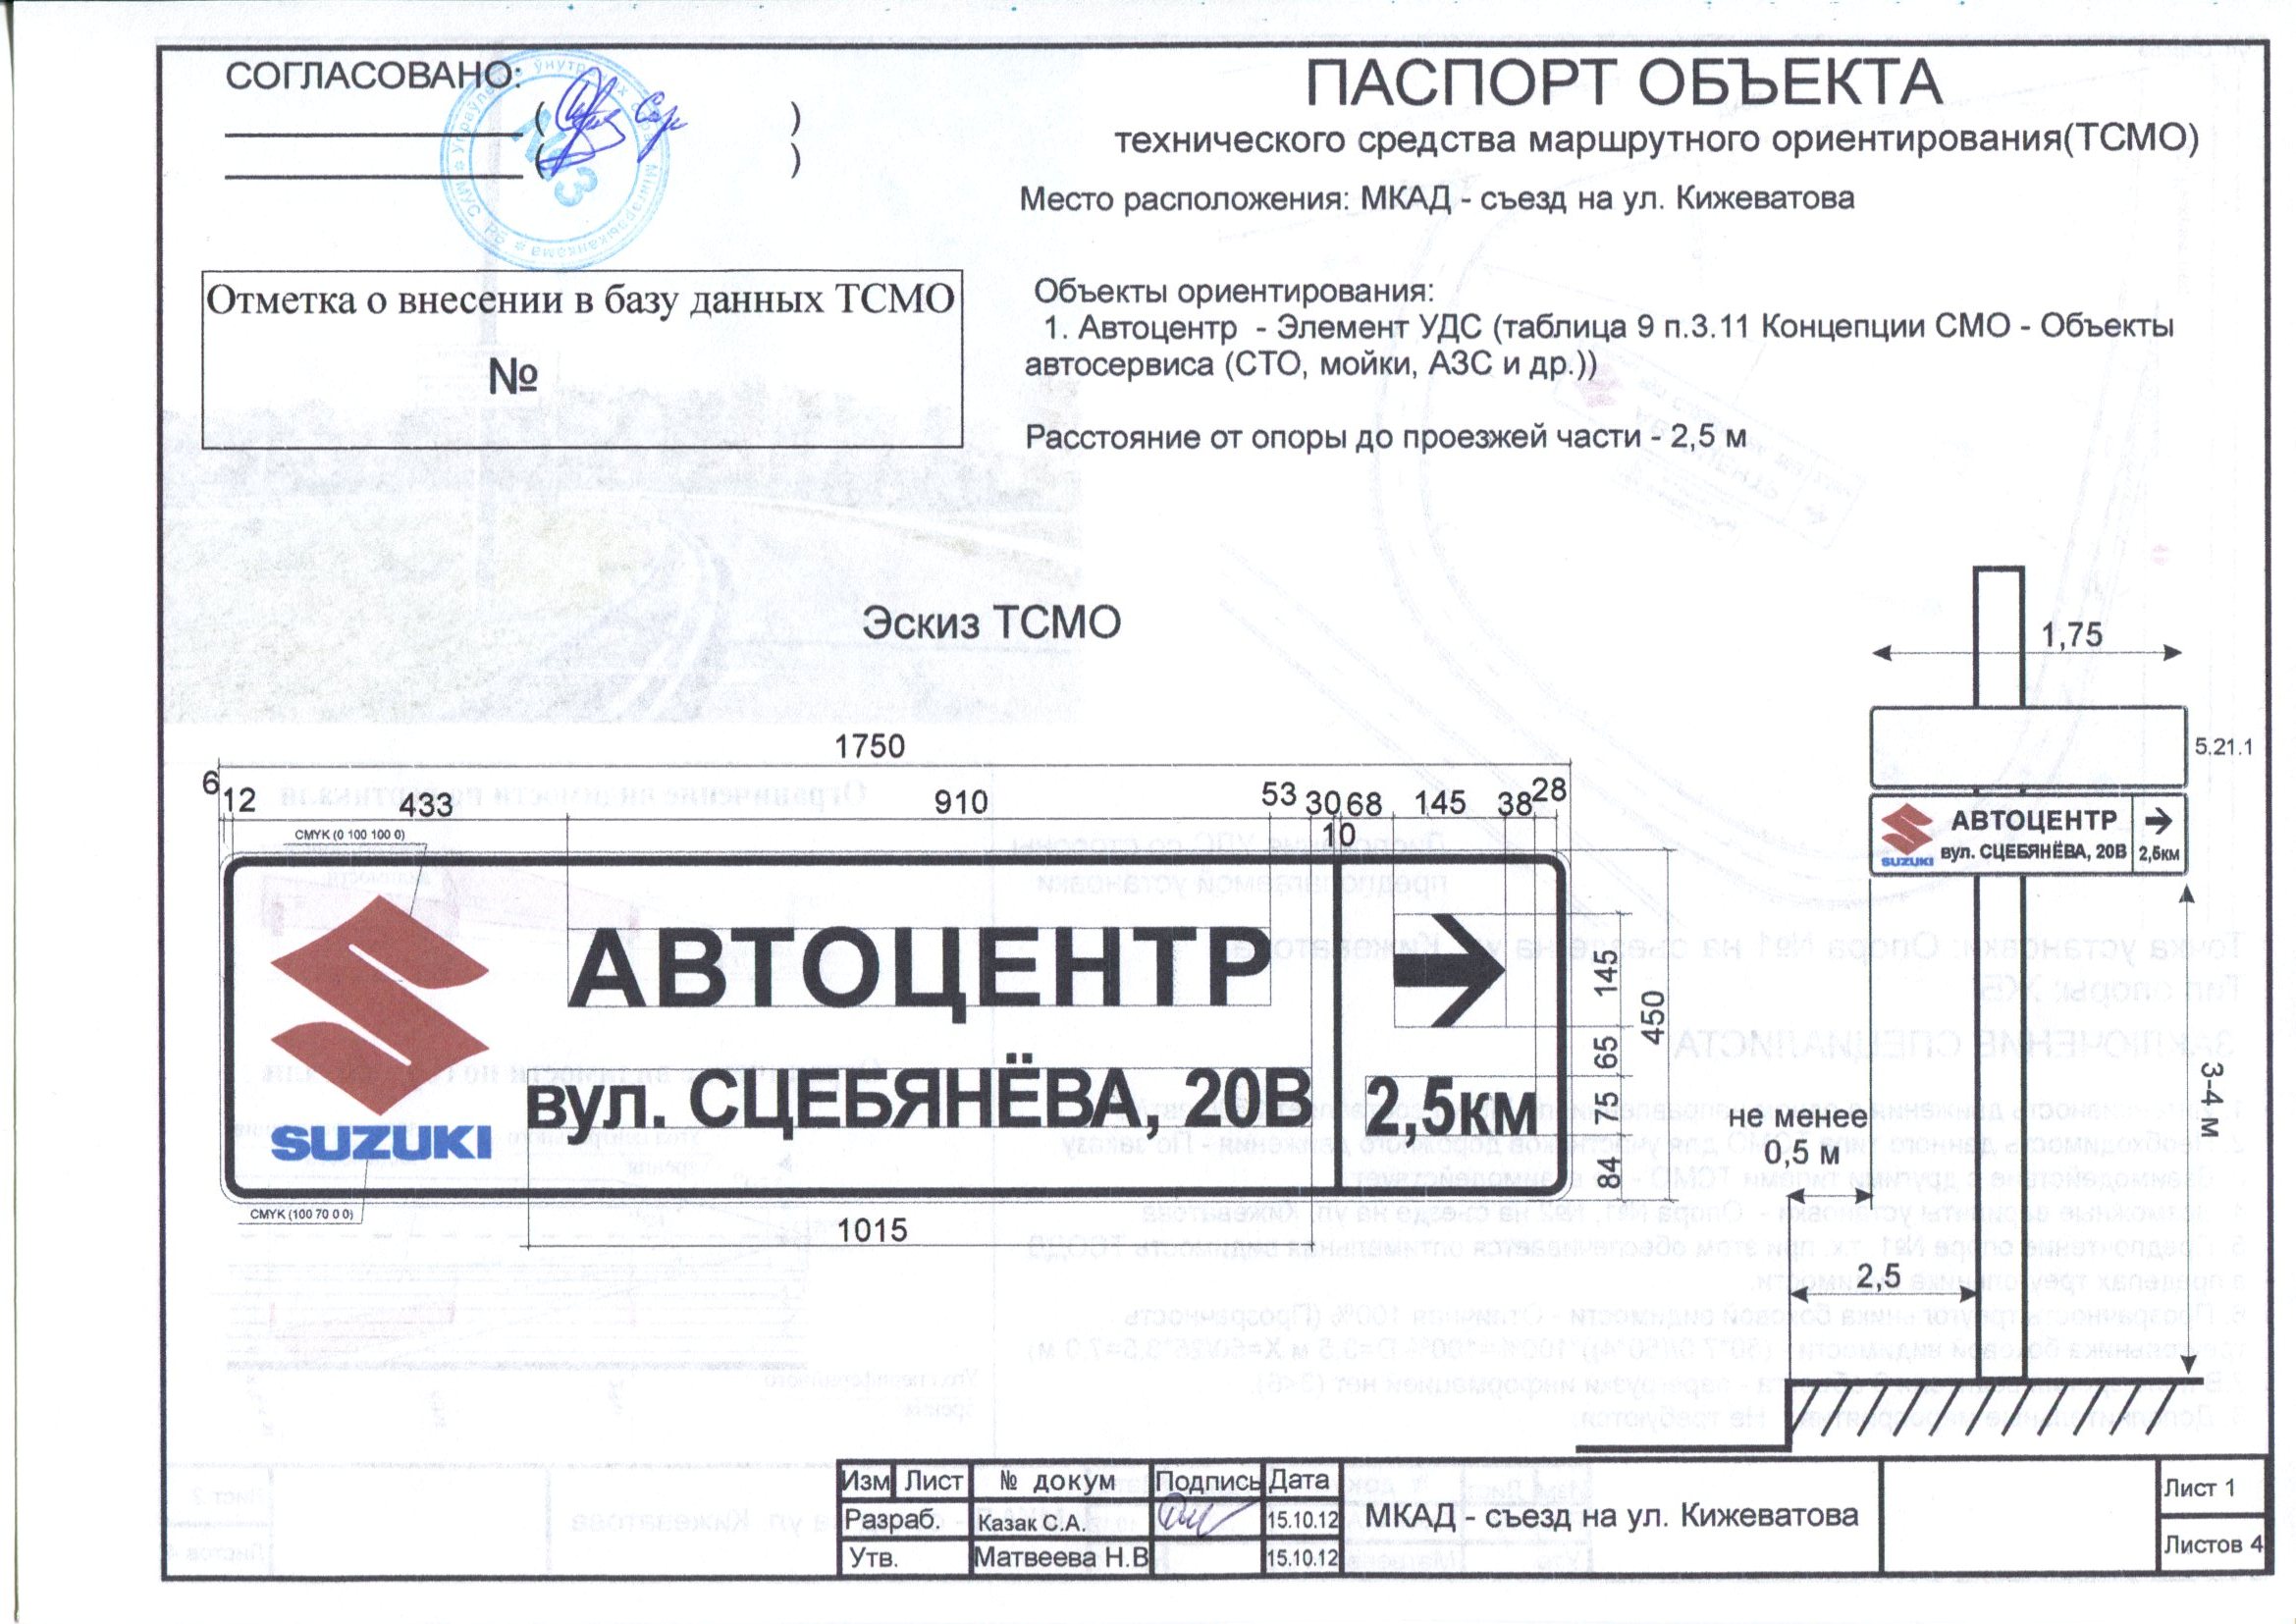 СОГЛАСОВАНО:
( )
( )
№3
ПАСПОРТ ОБЪЕКТА
технического средства маршрутного ориентирования(ТСМО)
Место расположения: МКАД - съезд на ул. Кижеватова
Отметка о внесении в базу данных ТСМО
№
Объекты ориентирования:
1. Автоцентр - Элемент УДС (таблица 9 п.3.11 Концепции СМО - Объекты
автосервиса (СТО, мойки, АЗС и др.))
Расстояние от опоры до проезжей части - 2,5 м
Эскиз ТСМО
1750
6 12 433 910 53 30 10 68 145 38 28
CMYK (0 100 100 0)
АВТОЦЕНТР
вул. СЦЕБЯНЁВА, 20В
SUZUKI
2,5км
CMYK (100 70 0 0)
1015
145
65
75
84
450
1,75
5.21.1
АВТОЦЕНТР
SUZUKI вул. СЦЕБЯНЁВА, 20В 2,5км
3-4м
не менее
0,5 м
2,5
Изм Лист № докум Подпись Дата
Разраб. Казак С.А. 15.10.12
Утв. Матвеева Н.В 15.10.12
МКАД - съезд на ул. Кижеватова
Лист 1
Листов 4